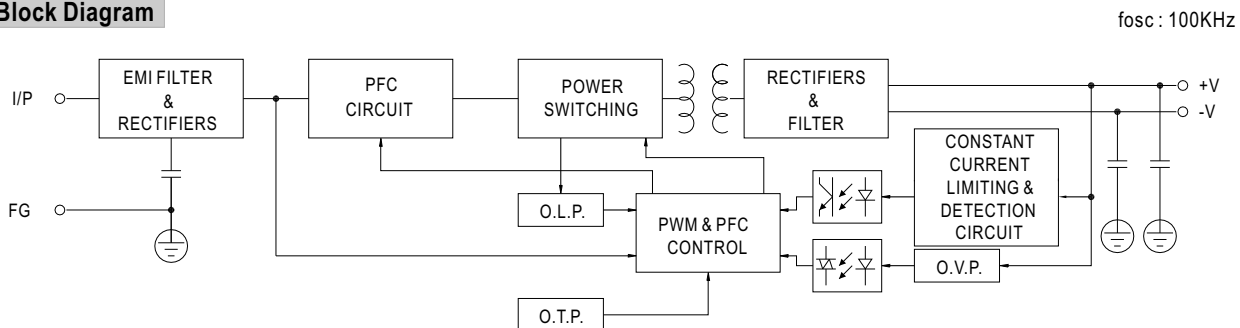 Block Diagram
fosc : 100KHz
I/P
EMI FILTER
&
RECTIFIERS
PFC
CIRCUIT
POWER
SWITCHING
RECTIFIERS
&
FILTER
+V
-V
CONSTANT
CURRENT
LIMITING &
DETECTION
CIRCUIT
FG
O.L.P.
PWM & PFC
CONTROL
O.V.P.
O.T.P.